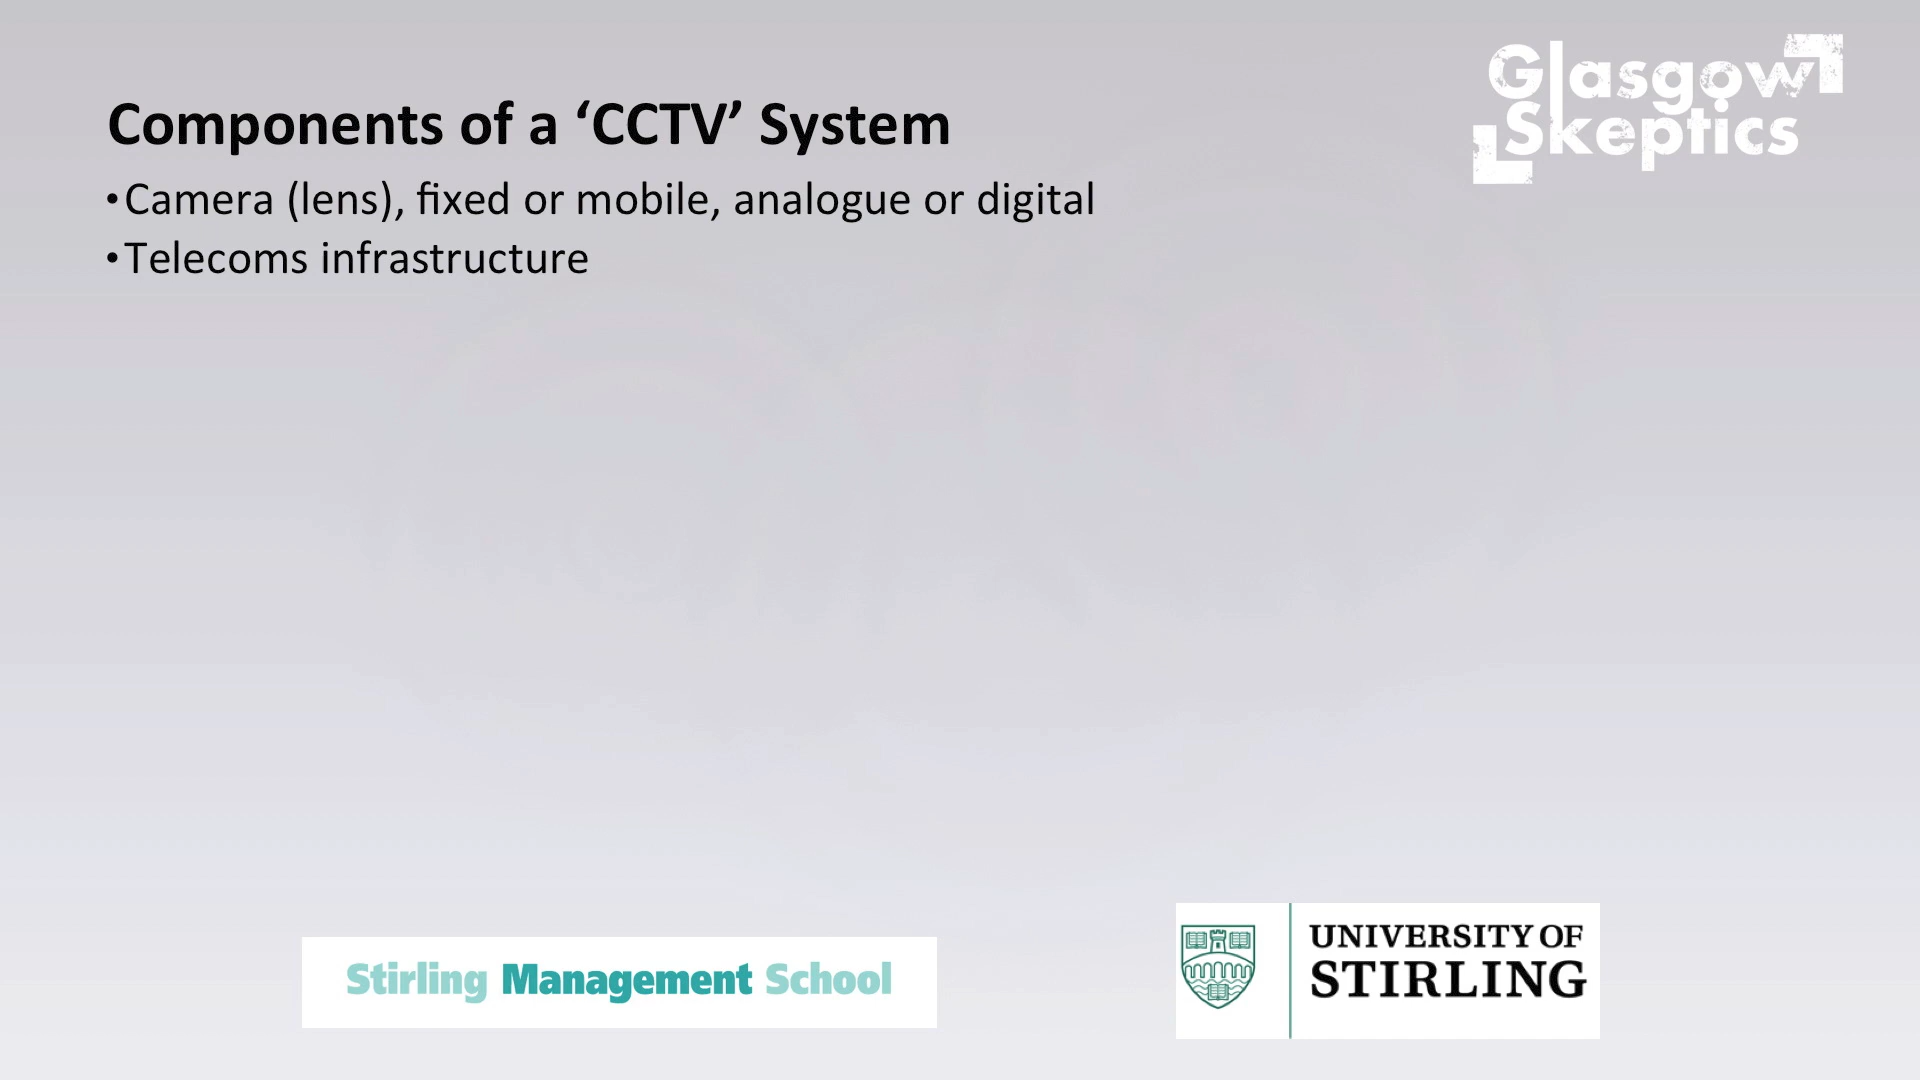 Glasgow
Skeptics
Components of a ‘CCTV’ System
•Camera (lens), fixed or mobile, analogue or digital
•Telecoms infrastructure
Stirling Management School
UNIVERSITY OF
STIRLING